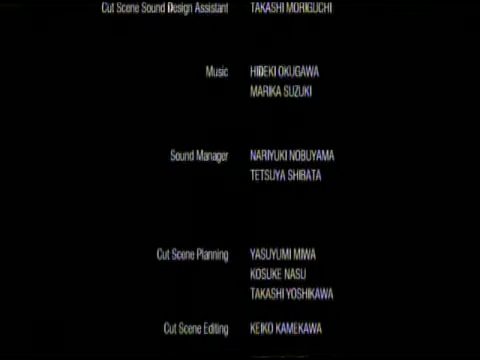 Cut Scene Sound Design Assistant TAKASHI MORIGUCHI
Music HIDEKI OKUGAWA
MARIKA SUZUKI
Sound Manager NARIYUKI NOBUYAMA
TETSUYA SHIBATA
Cut Scene Planning YASUYUMI MIWA
KOSUKE NASU
TAKASHI YOSHIKAWA
Cut Scene Editing KEIKO KAMEKAWA